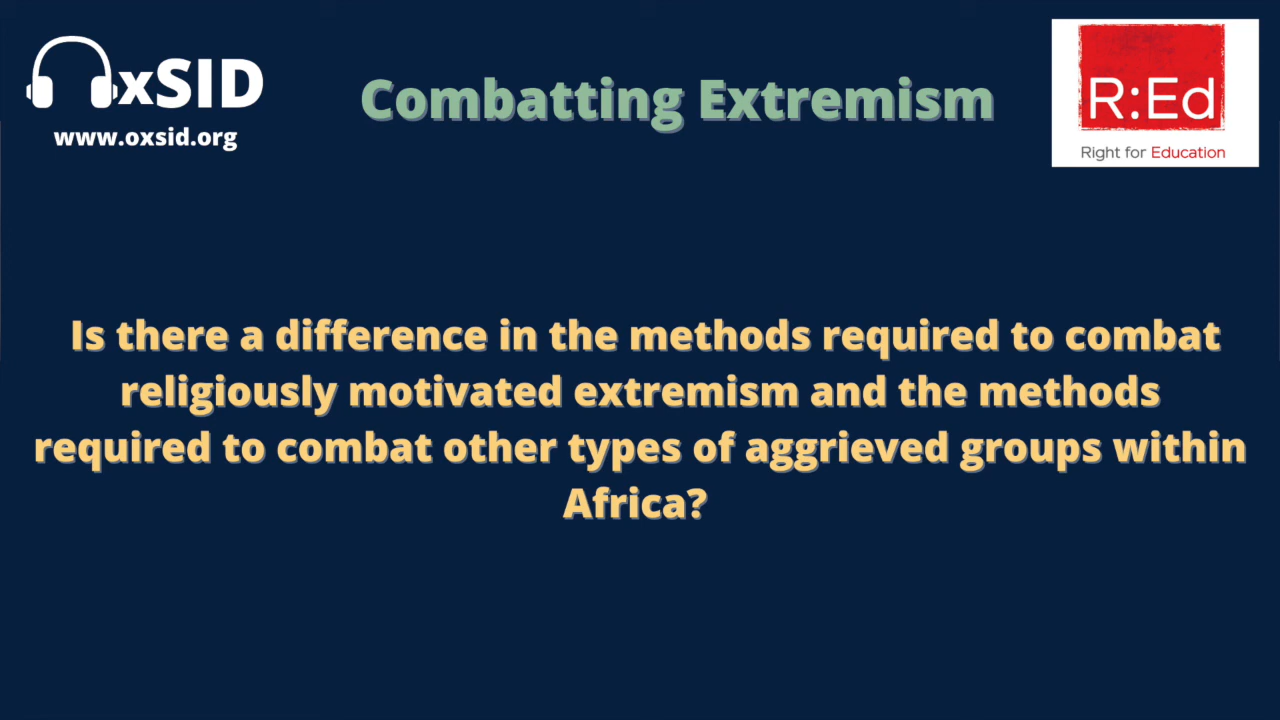 xSID
www.oxsid.org
Combatting Extremism
R:Ed
Right for Education
Is there a difference in the methods required to combat
religiously motivated extremism and the methods
required to combat other types of aggrieved groups within
Africa?